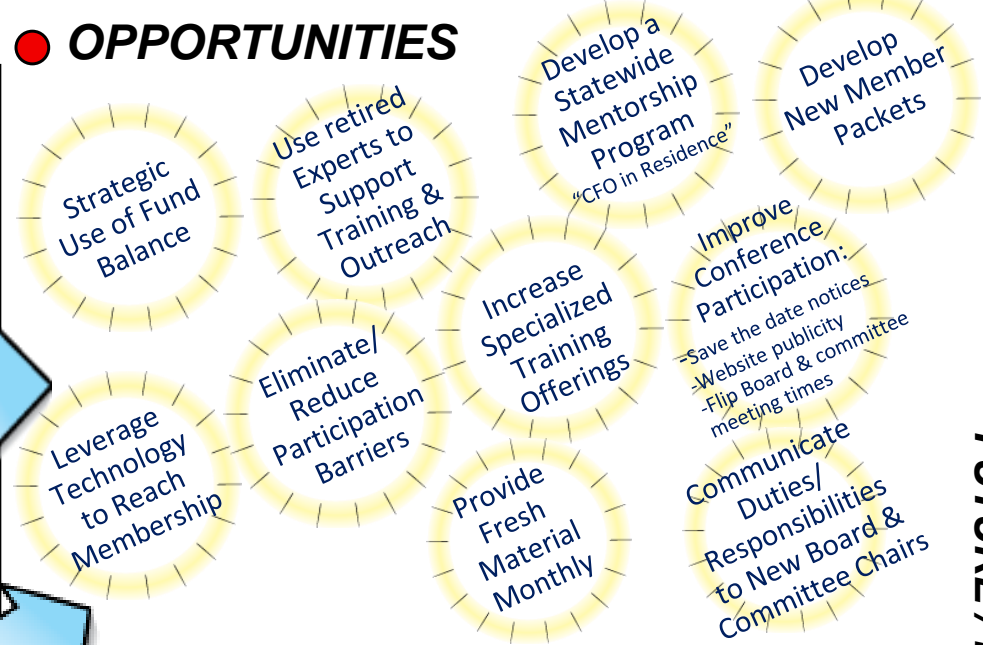 OPPORTUNITIES
Strategic
Use of Fund
Balance
Use retired
Experts to
Support
Training &
Outreach
Develop a
Statewide
Mentorship
Program
“CFO in Residence”
Develop
New Member
Packets
Increase
Specialized
Training
Offerings
Improve
Conference
Participation:
-Save the date notices
-Website publicity
-Flip Board & committee
meeting times
Eliminate/
Reduce
Participation
Barriers
Leverage
Technology
to Reach
Membership
Provide
Fresh
Material
Monthly
Communicate
Duties/
Responsibilities
to New Board &
Committee Chairs